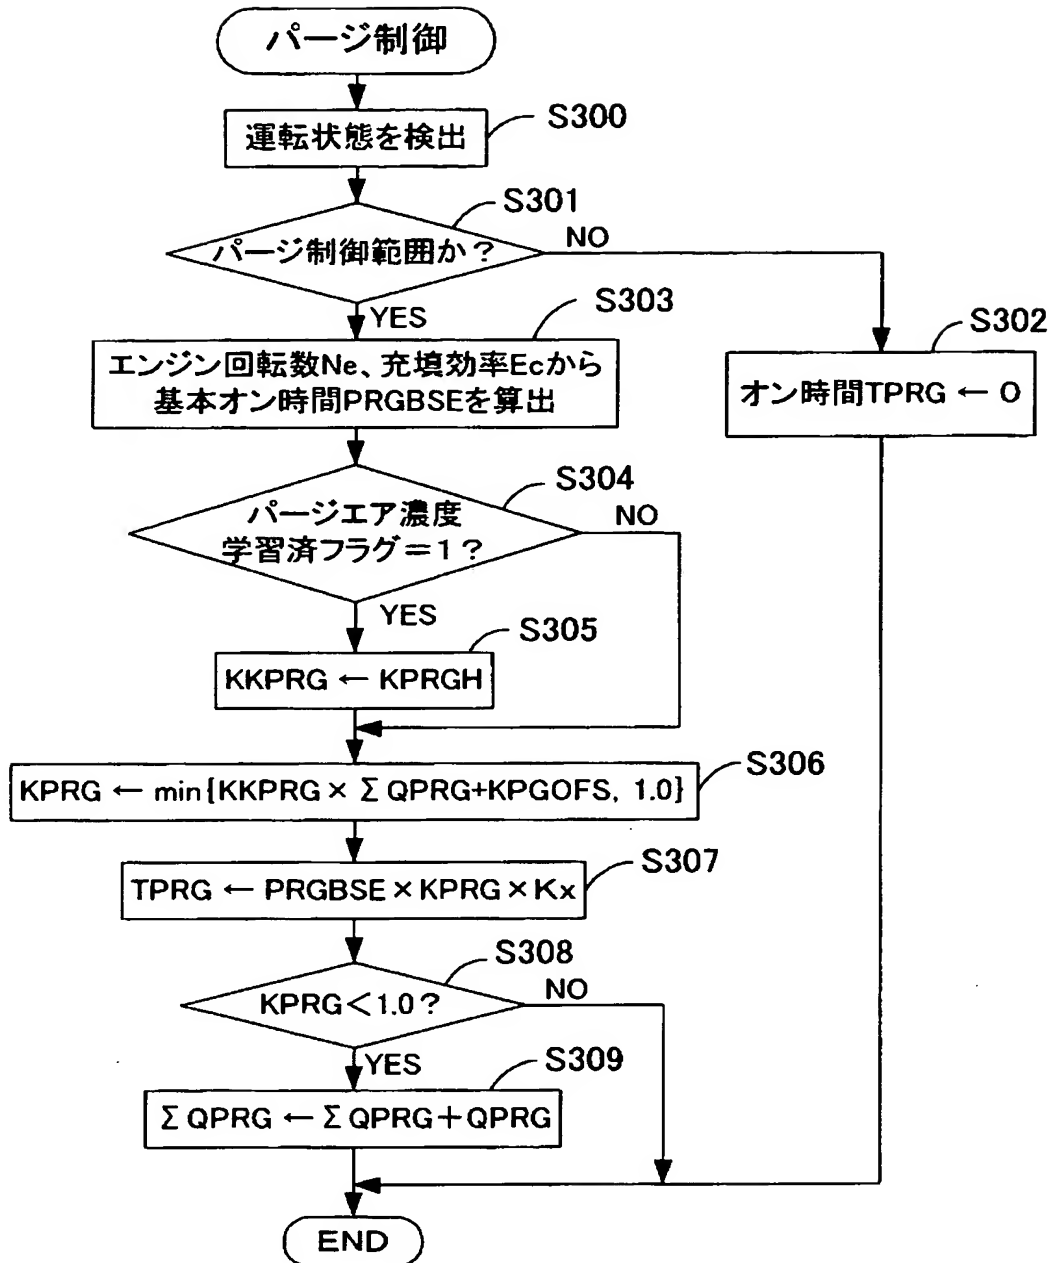 パージ制御
S300
運転状態を検出
S301
パージ制御範囲か？
NO
YES
S303
エンジン回転数Ne、充填効率Ecから
基本オン時間PRGBSEを算出
S302
オン時間TPRG ← 0
S304
パージエア濃度
学習済フラグ＝1？
NO
YES
S305
KKPRG ← KPRGH
S306
KPRG ← min{KKPRG × Σ QPRG+KPGOFS, 1.0}
S307
TPRG ← PRGBSE × KPRG × Kx
S308
KPRG＜1.0？
NO
YES
S309
Σ QPRG ← Σ QPRG＋QPRG
END